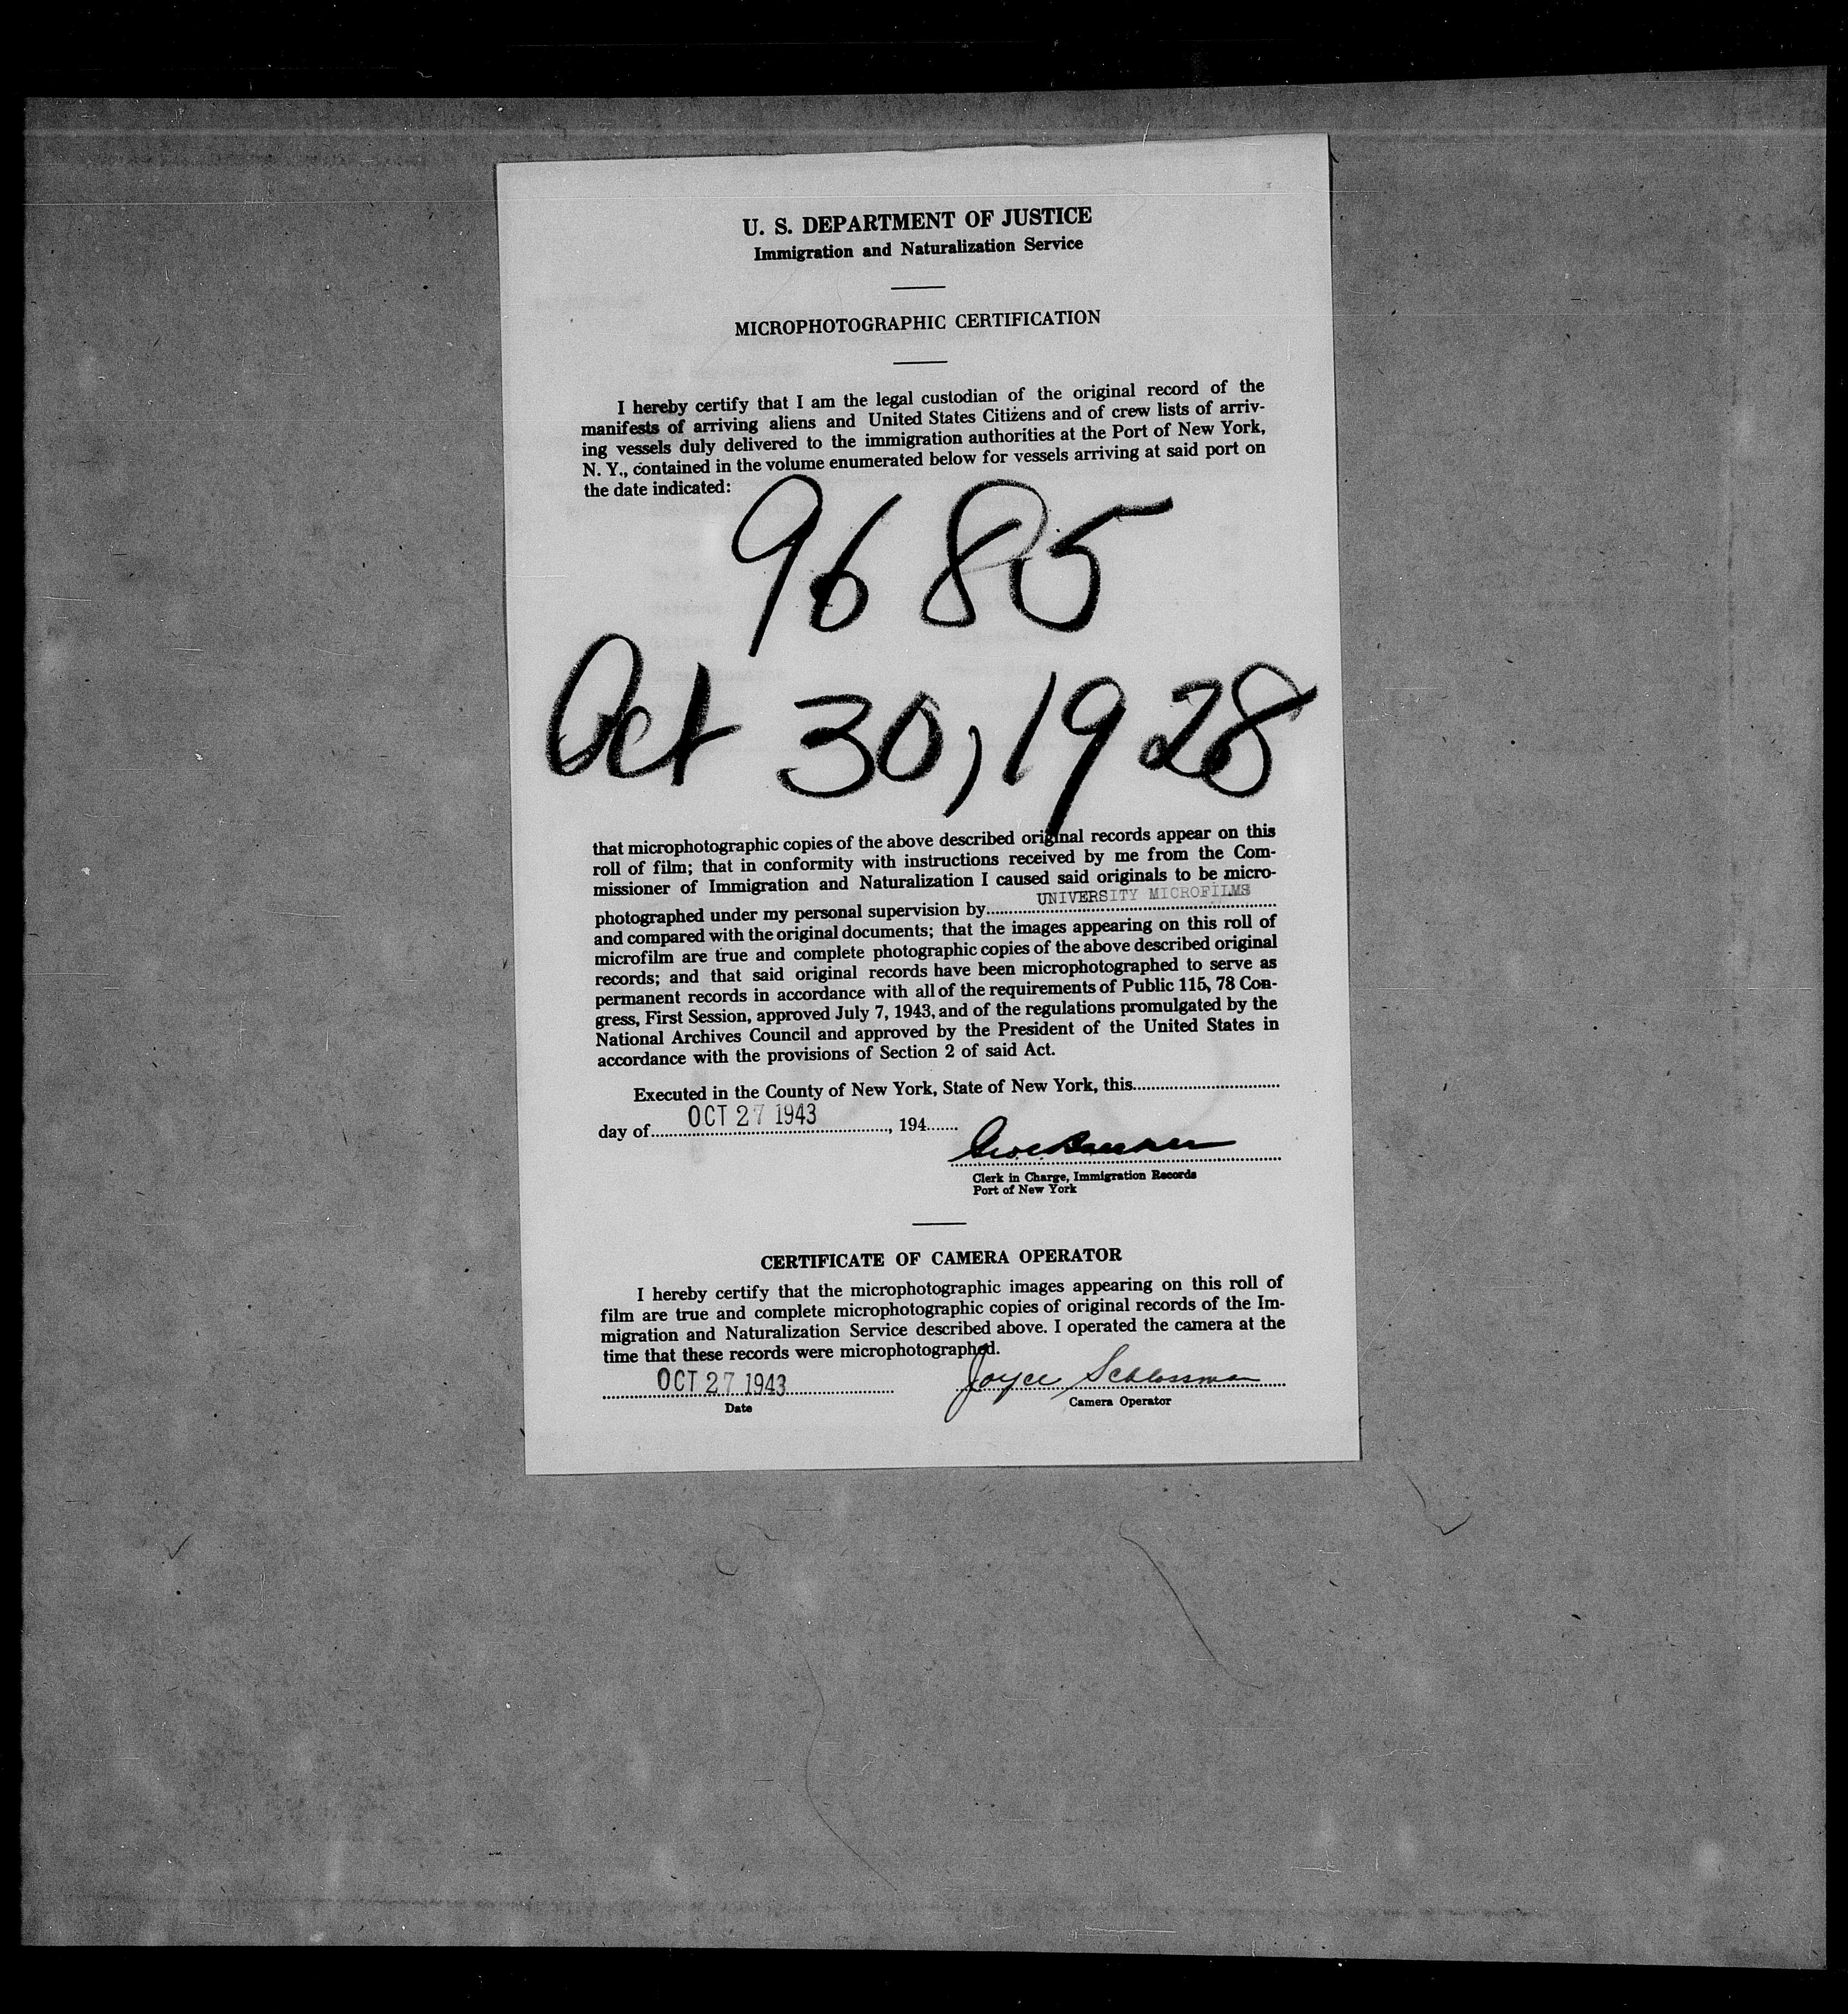 U. S. DEPARTMENT OF JUSTICE
Immigration and Naturalization Service
MICROPHOTOGRAPHIC CERTIFICATION
I hereby certify that I am the legal custodian of the original record of the
manifests of arriving aliens and United States Citizens and of crew lists of arriv-
ing vessels duly delivered to the immigration authorities at the Port of New York,
N. Y., contained in the volume enumerated below for vessels arriving at said port on
the date indicated:
9685
Oct 30, 1928
that microphotographic copies of the above described original records appear on this
roll of film; that in conformity with instructions received by me from the Com-
missioner of Immigration and Naturalization I caused said originals to be micro-
photographed under my personal supervision by UNIVERSITY MICROFILMS
and compared with the original documents; that the images appearing on this roll of
microfilm are true and complete photographic copies of the above described original
records; and that said original records have been microphotographed to serve as
permanent records in accordance with all of the requirements of Public 115, 78 Con-
gress, First Session, approved July 7, 1943, and of the regulations promulgated by the
National Archives Council and approved by the President of the United States in
accordance with the provisions of Section 2 of said Act.
Executed in the County of New York, State of New York, this
day of OCT 27 1943, 194
Clerk in Charge, Immigration Records
Port of New York
CERTIFICATE OF CAMERA OPERATOR
I hereby certify that the microphotographic images appearing on this roll of
film are true and complete microphotographic copies of original records of the Im-
migration and Naturalization Service described above. I operated the camera at the
time that these records were microphotographed.
OCT 27 1943 Joyce Schlossman
Date Camera Operator